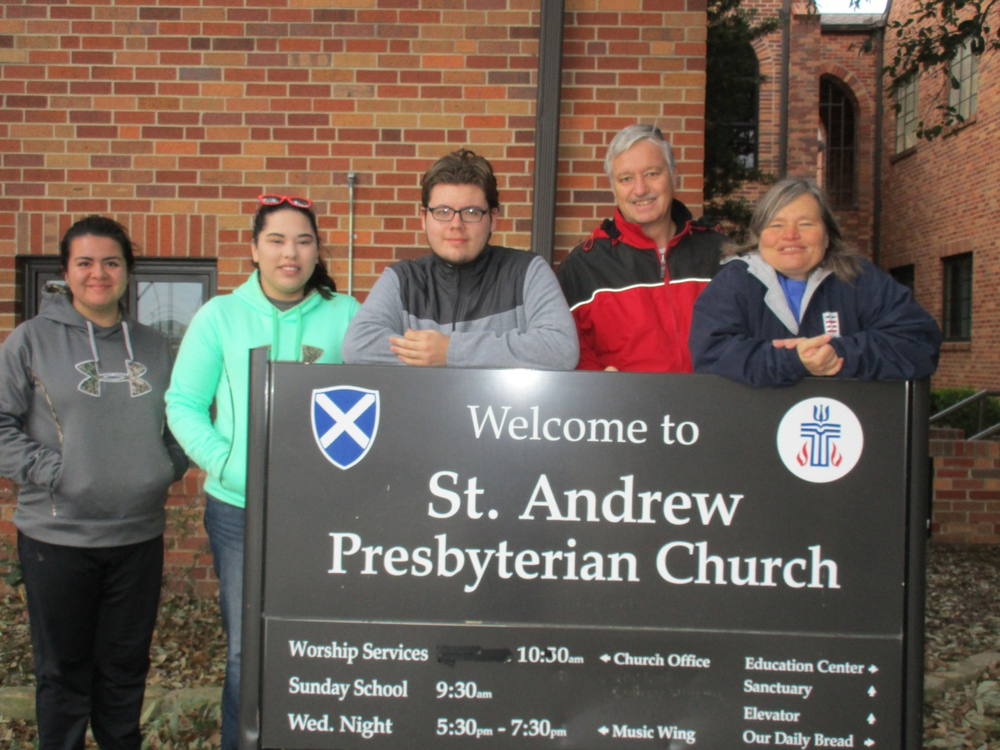 Welcome to
St. Andrew
Presbyterian Church
Worship Services 10:30am Church Office
Sunday School 9:30am
Wed. Night 5:30pm - 7:30pm Music Wing
Education Center
Sanctuary
Elevator
Our Daily Bread